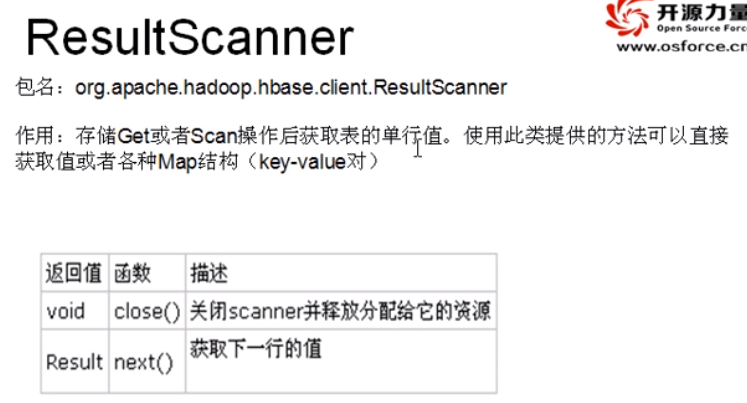 ResultScanner
开源力量
Open Source Force
www.osforce.cn
包名：org.apache.hadoop.hbase.client.ResultScanner
作用：存储Get或者Scan操作后获取表的单行值。使用此类提供的方法可以直接
获取值或者各种Map结构（key-value对）
返回值 函数 描述
void close() 关闭scanner并释放分配给它的资源
Result next() 获取下一行的值